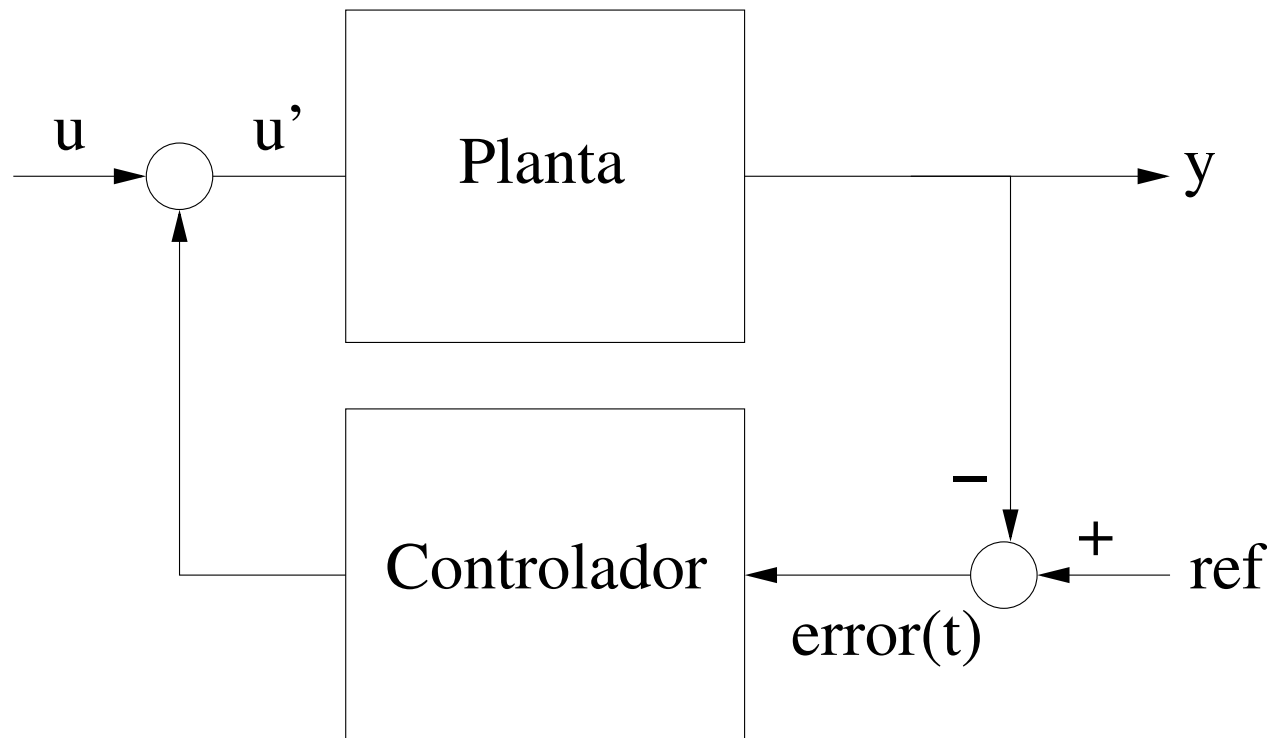 u
u’
Planta
y
−
+
Controlador
ref
error(t)